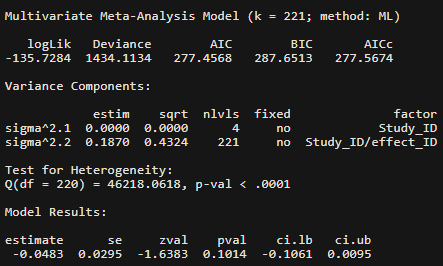 Multivariate Meta-Analysis Model (k = 221; method: ML)
logLik Deviance AIC BIC AICc
-135.7284 1434.1134 277.4568 287.6513 277.5674
Variance Components:
estim sqrt nlvls fixed factor
sigma^2.1 0.0000 0.0000 4 no Study_ID
sigma^2.2 0.1870 0.4324 221 no Study_ID/effect_ID
Test for Heterogeneity:
Q(df = 220) = 46218.0618, p-val < .0001
Model Results:
estimate se zval pval ci.lb ci.ub
-0.0483 0.0295 -1.6383 0.1014 -0.1061 0.0095